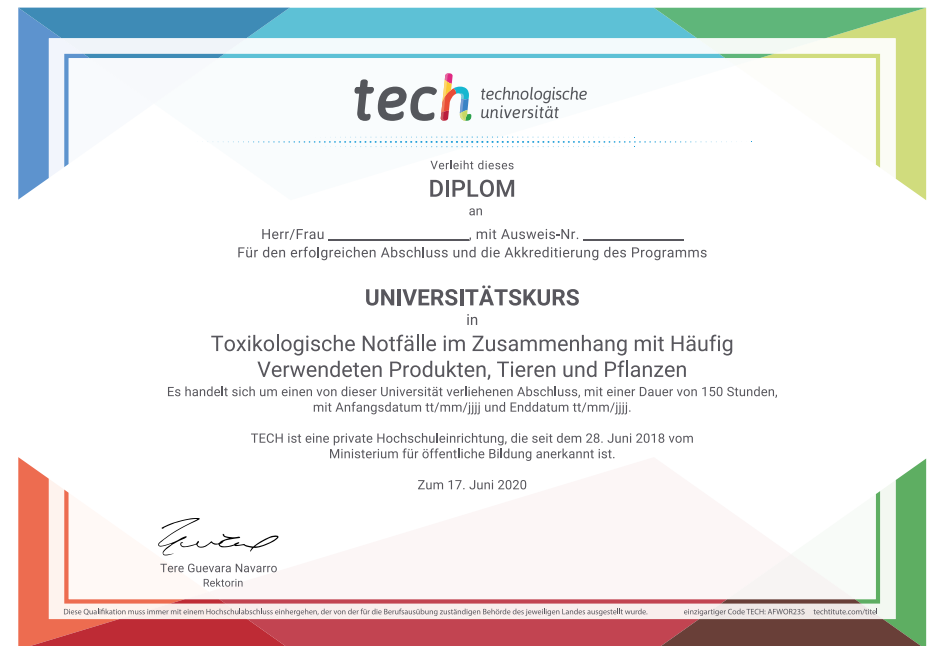 tech technologische
universität
Verleiht dieses
DIPLOM
an
Herr/Frau ____________________, mit Ausweis-Nr. ______________
Für den erfolgreichen Abschluss und die Akkreditierung des Programms
UNIVERSITÄTSKURS
in
Toxikologische Notfälle im Zusammenhang mit Häufig
Verwendeten Produkten, Tieren und Pflanzen
Es handelt sich um einen von dieser Universität verliehenen Abschluss, mit einer Dauer von 150 Stunden,
mit Anfangsdatum tt/mm/jjjj und Enddatum tt/mm/jjjj.
TECH ist eine private Hochschuleinrichtung, die seit dem 28. Juni 2018 vom
Ministerium für öffentliche Bildung anerkannt ist.
Zum 17. Juni 2020
Tere Guevara Navarro
Rektorin
Diese Qualifikation muss immer mit einem Hochschulabschluss einhergehen, der von der für die Berufsausübung zuständigen Behörde des jeweiligen Landes ausgestellt wurde. einzigartiger Code TECH: AFWOR23S techtitute.com/titel